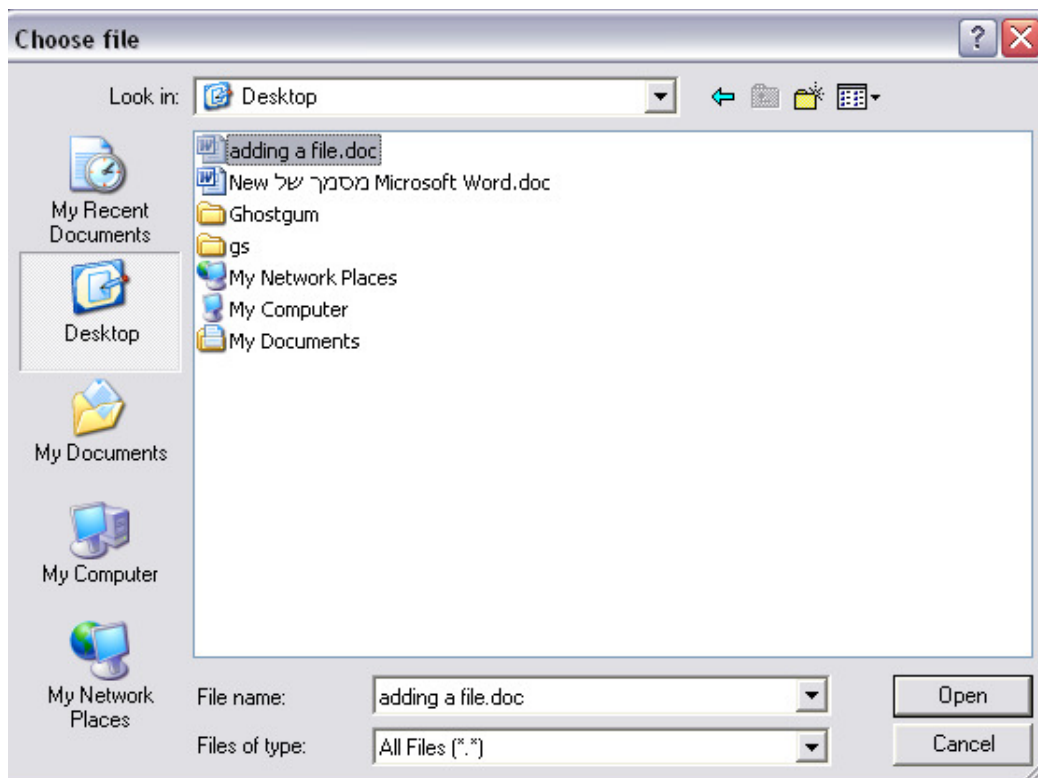 Choose file
Look in: Desktop
adding a file.doc
New מסמך של Microsoft Word.doc
Ghostgum
gs
My Network Places
My Computer
My Documents
My Recent
Documents
Desktop
My Documents
My Computer
My Network
Places
File name: adding a file.doc Open
Files of type: All Files (*.*) Cancel